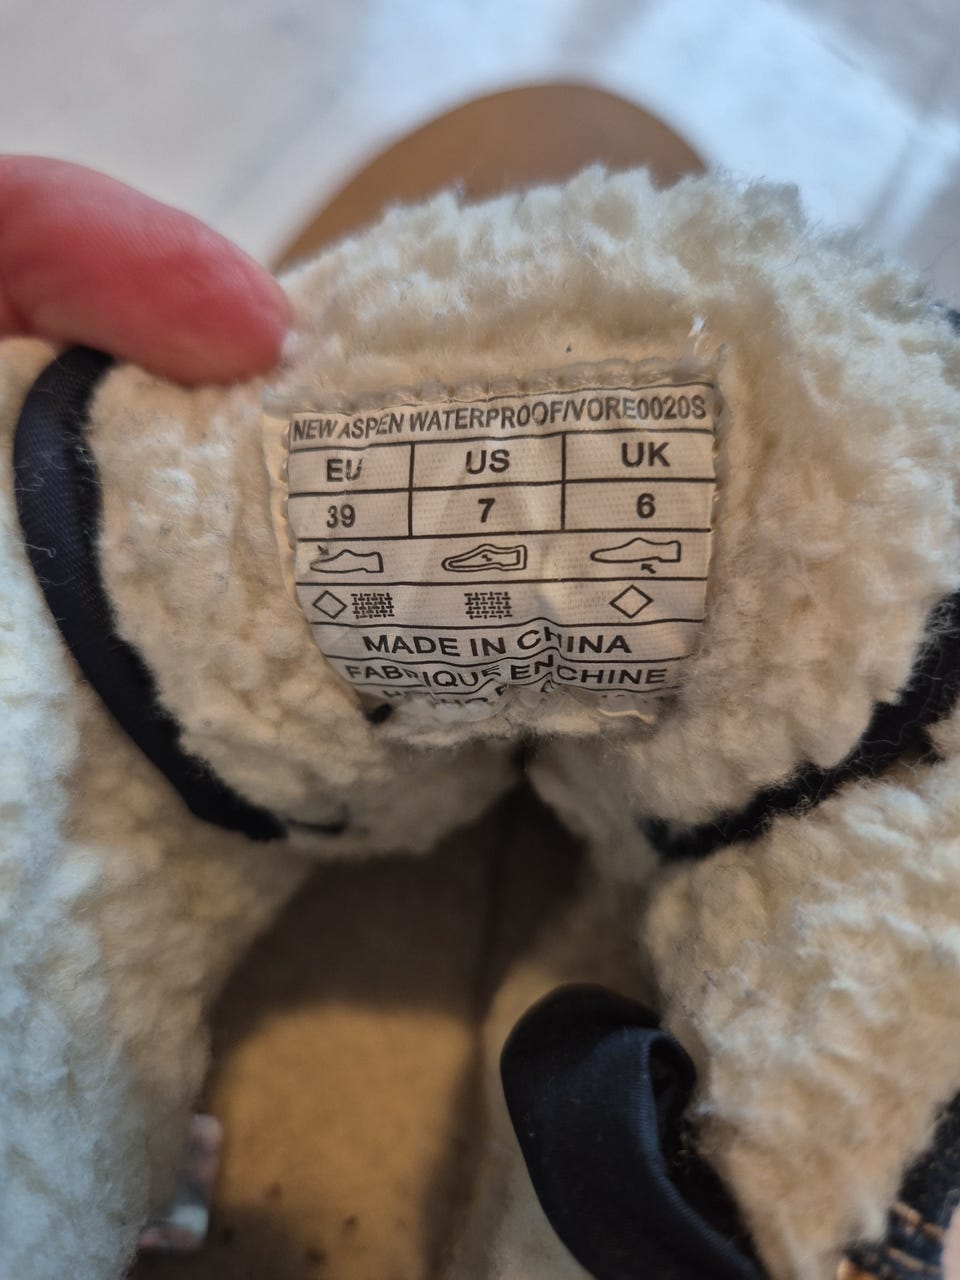 NEW ASPEN WATERPROOF/VORE0020S
EU US UK
39 7 6
MADE IN CHINA
FABRIQUE EN CHINE